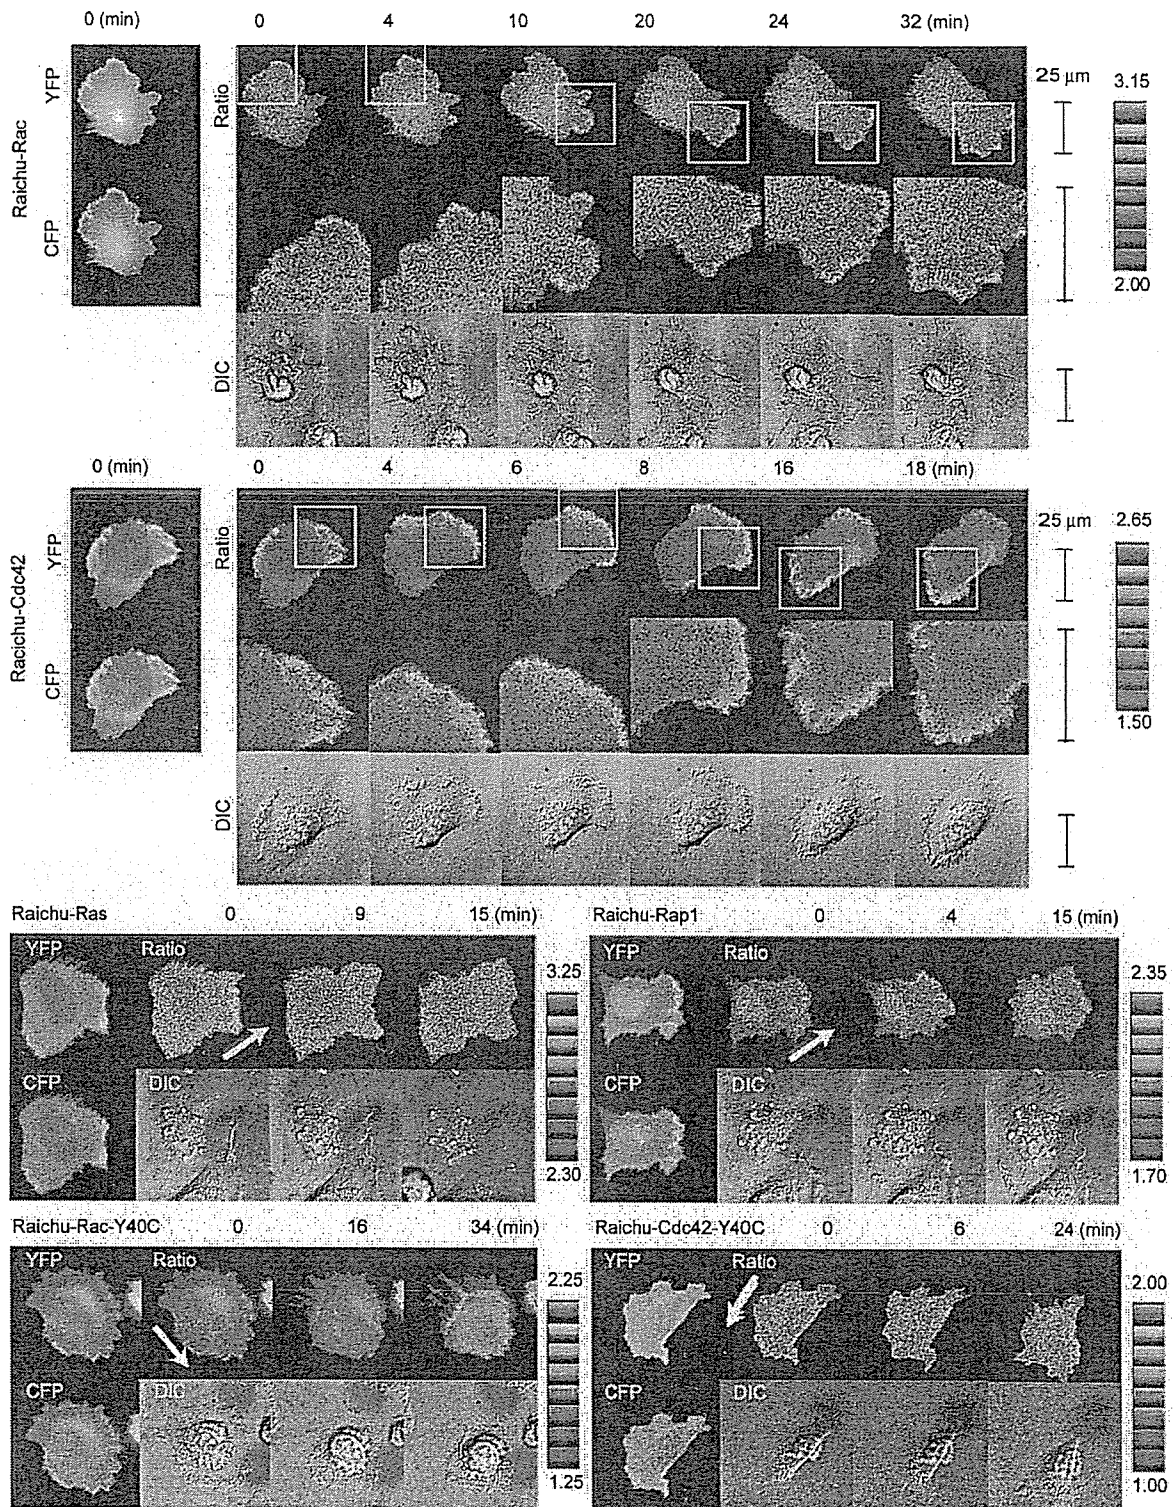 0 (min) 0 4 10 20 24 32 (min)
Raichu-Rac
YFP
CFP
Ratio
DIC
25 µm
3.15
2.00
0 (min) 0 4 6 8 16 18 (min)
Racichu-Cdc42
YFP
CFP
Ratio
DIC
25 µm
2.65
1.50
Raichu-Ras 0 9 15 (min)
YFP Ratio
CFP DIC
3.25
2.30
Raichu-Rap1 0 4 15 (min)
YFP Ratio
CFP DIC
2.35
1.70
Raichu-Rac-Y40C 0 16 34 (min)
YFP Ratio
CFP DIC
2.25
1.25
Raichu-Cdc42-Y40C 0 6 24 (min)
YFP Ratio
CFP DIC
2.00
1.00